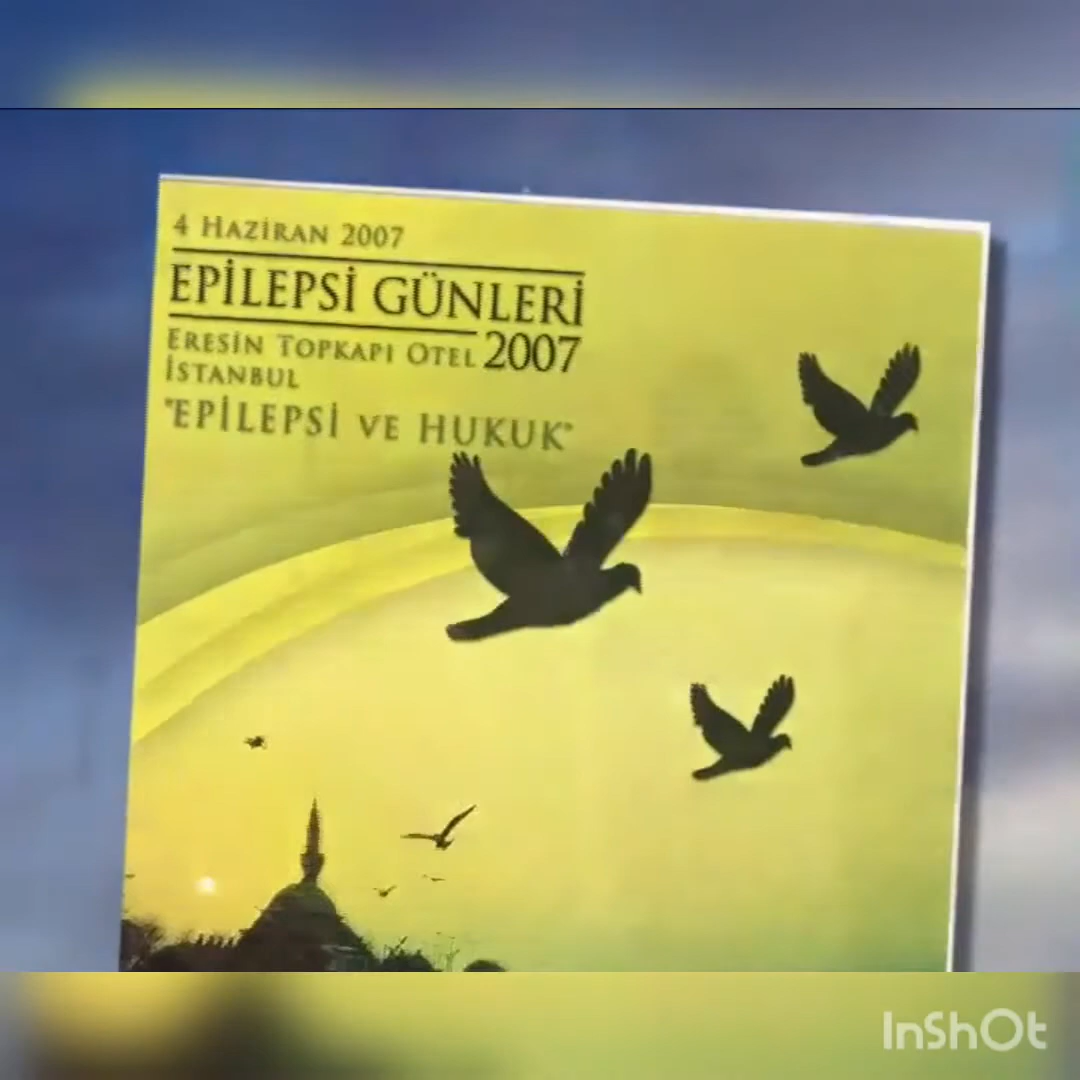 4 HAZİRAN 2007
EPİLEPSİ GÜNLERİ
2007
ERESİN TOPKAPI OTEL
İSTANBUL
"EPİLEPSİ VE HUKUK"
InShOt